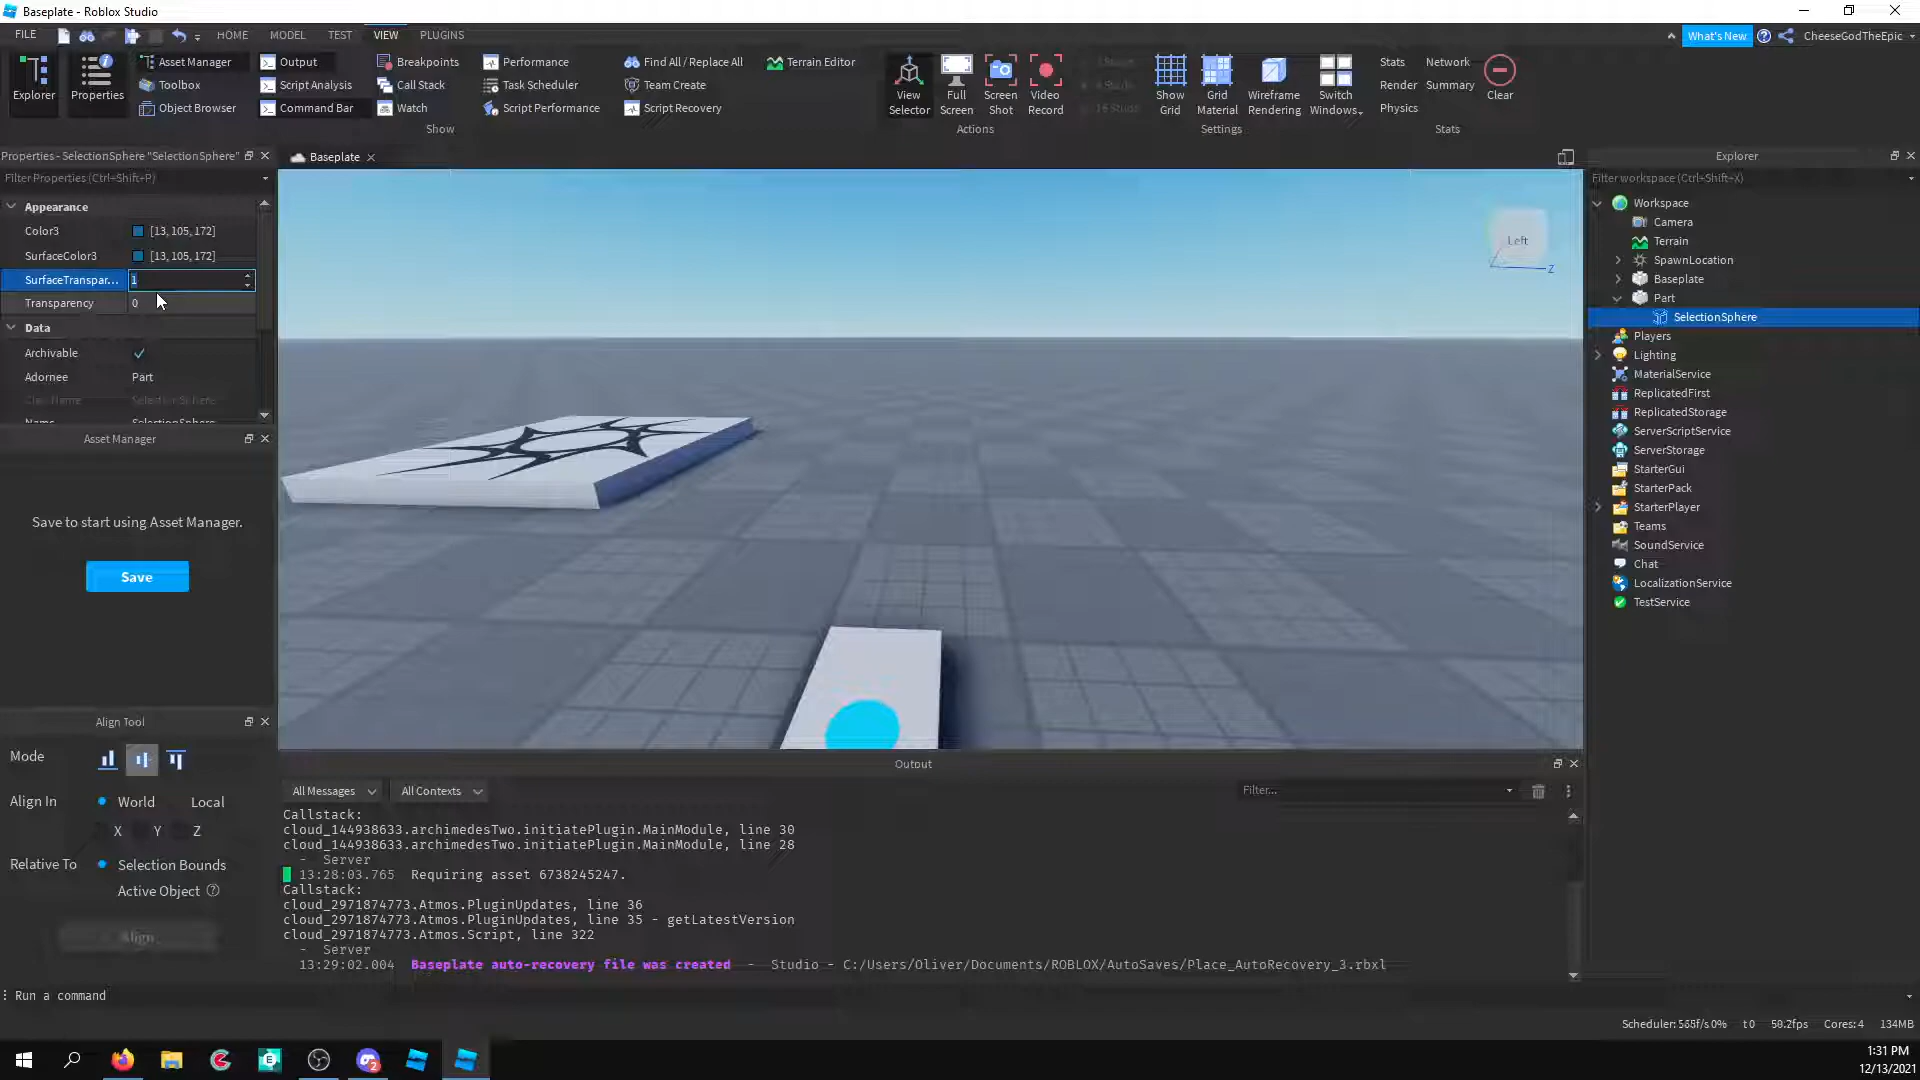 Baseplate - Roblox Studio
FILE HOME MODEL TEST VIEW PLUGINS What's New CheeseGodTheEpic
Explorer
Properties
Asset Manager
Toolbox
Object Browser
Output
Script Analysis
Command Bar
Breakpoints
Call Stack
Watch
Performance
Task Scheduler
Script Performance
Find All / Replace All
Team Create
Script Recovery
Terrain Editor
Show
View Selector
Full Screen
Screen Shot
Video Record
Actions
Show Grid
Grid Material
Wireframe Rendering
Switch Windows
Settings
Stats Network
Render Summary
Physics
Clear
Stats
Properties - SelectionSphere "SelectionSphere"
Filter Properties (Ctrl+Shift+P)
Appearance
Color3 [13, 105, 172]
SurfaceColor3 [13, 105, 172]
SurfaceTranspar... 1
Transparency 0
Data
Archivable
Adornee Part
Asset Manager
Save to start using Asset Manager.
Save
Align Tool
Mode
Align In World Local
X Y Z
Relative To Selection Bounds
Active Object
Align
Baseplate
Left
Z
Output
All Messages All Contexts Filter...
Callstack:
cloud_144938633.archimedesTwo.initiatePlugin.MainModule, line 30
cloud_144938633.archimedesTwo.initiatePlugin.MainModule, line 28
- Server
13:28:03.765 Requiring asset 6738245247.
Callstack:
cloud_2971874773.Atmos.PluginUpdates, line 36
cloud_2971874773.Atmos.PluginUpdates, line 35 - getLatestVersion
cloud_2971874773.Atmos.Script, line 322
- Server
13:29:02.004 Baseplate auto-recovery file was created - Studio - C:/Users/Oliver/Documents/ROBLOX/AutoSaves/Place_AutoRecovery_3.rbxl
Explorer
Filter workspace (Ctrl+Shift+X)
Workspace
Camera
Terrain
SpawnLocation
Baseplate
Part
SelectionSphere
Players
Lighting
MaterialService
ReplicatedFirst
ReplicatedStorage
ServerScriptService
ServerStorage
StarterGui
StarterPack
StarterPlayer
Teams
SoundService
Chat
LocalizationService
TestService
Run a command
t 0 50.2fps Cores: 4 134MB
1:31 PM
12/13/2021